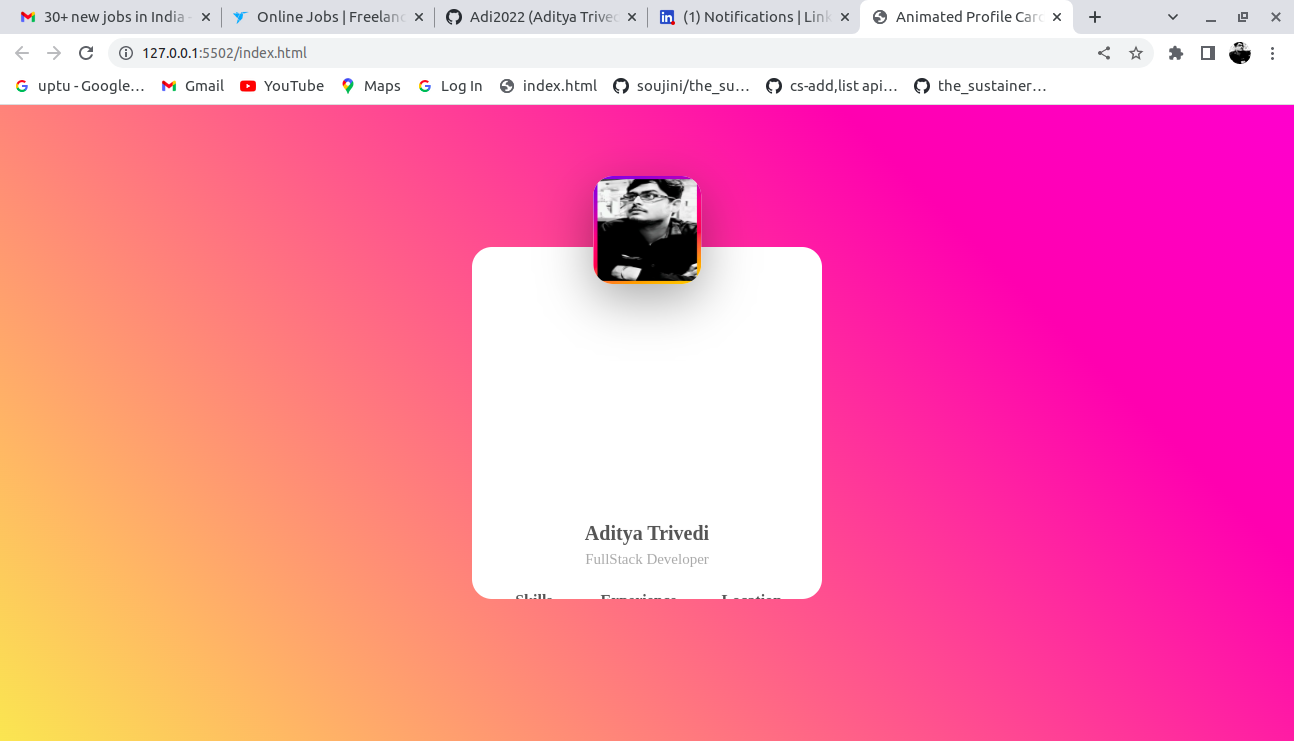 30+ new jobs in India -
Online Jobs | Freelanc
Adi2022 (Aditya Trived
(1) Notifications | Link
Animated Profile Card
127.0.0.1:5502/index.html
uptu - Google…
Gmail
YouTube
Maps
Log In
index.html
soujini/the_su…
cs-add,list api…
the_sustainer…
Aditya Trivedi
FullStack Developer
Skills Experience Location